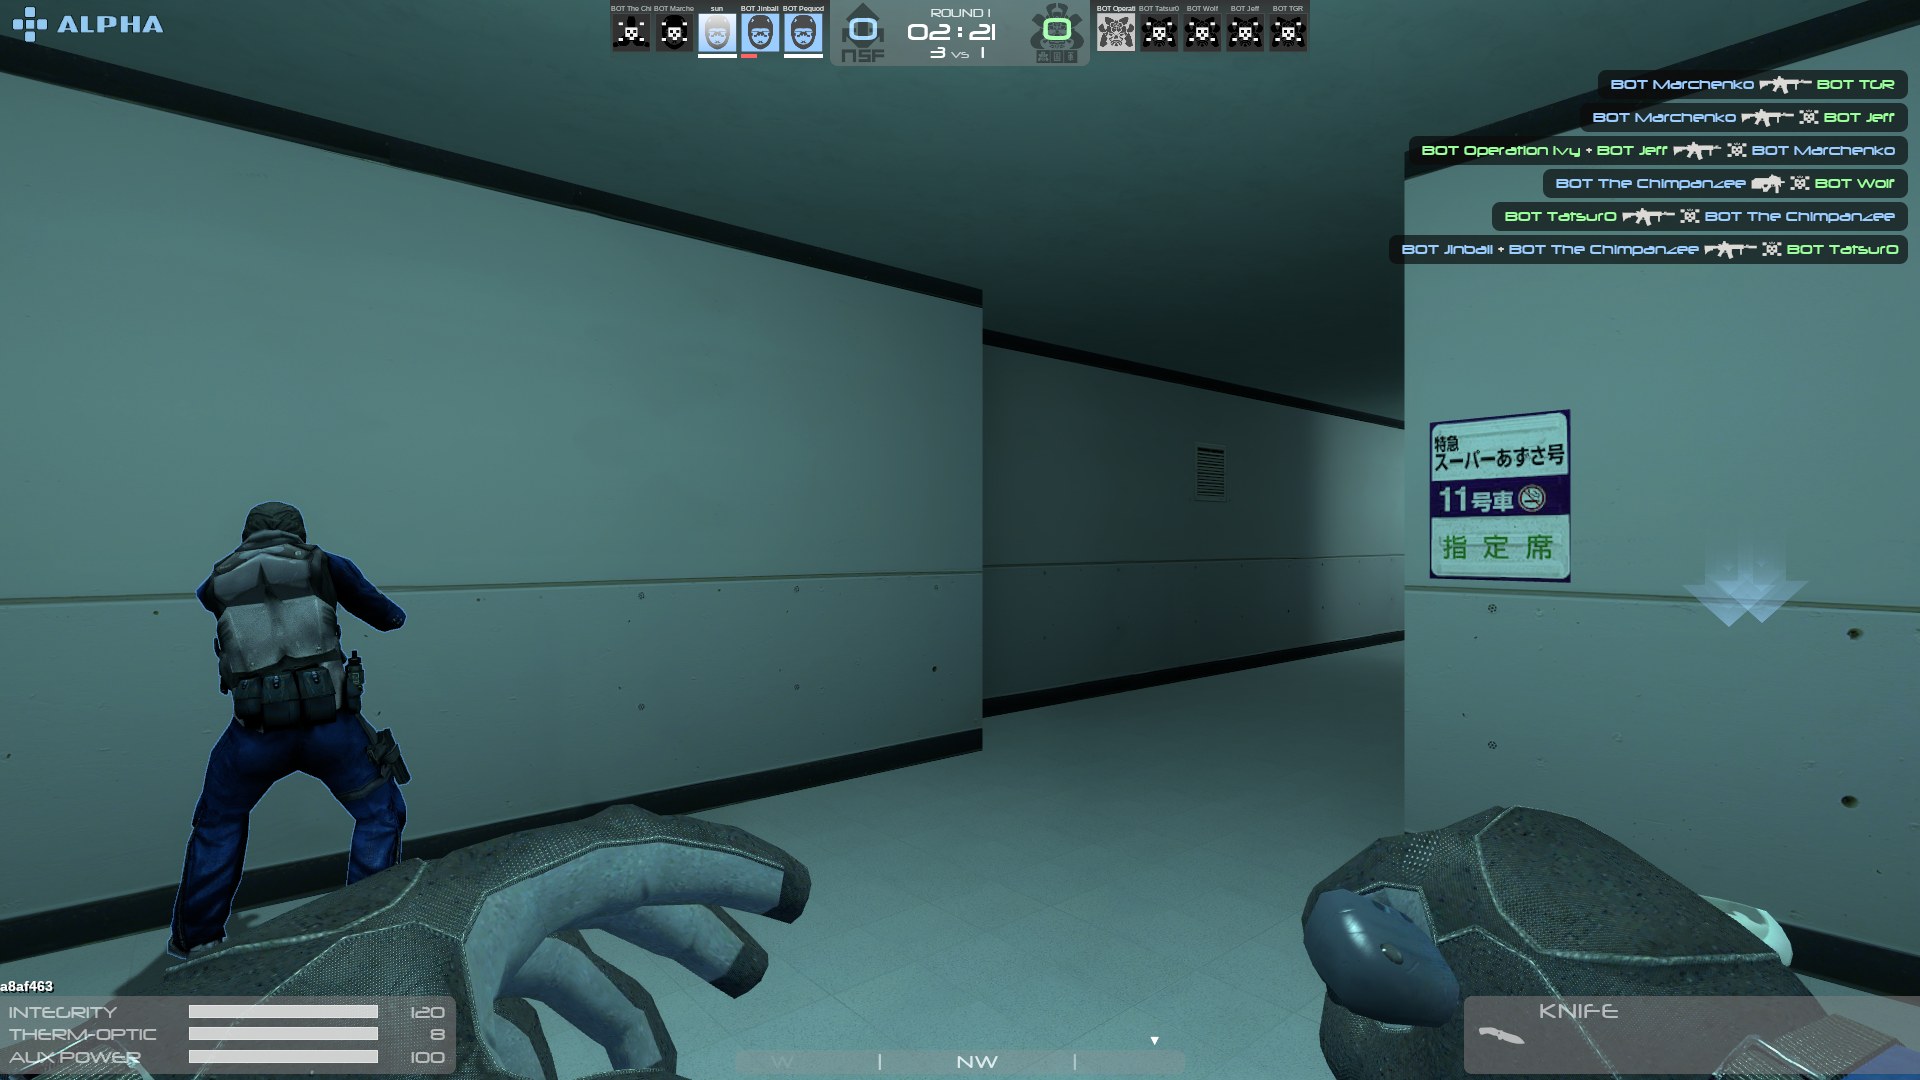 ALPHA
BOT The Chi BOT Marche sun BOT Jinball BOT Pequod
0
NSF
ROUND 1
02:21
3 vs 1
0
BOT Operati BOT Tatsur0 BOT Wolf BOT Jeff BOT TGR
BOT Marchenko BOT TGR
BOT Marchenko BOT Jeff
BOT Operation Ivy + BOT Jeff BOT Marchenko
BOT The Chimpanzee BOT Wolf
BOT Tatsur0 BOT The Chimpanzee
BOT Jinball + BOT The Chimpanzee BOT Tatsur0
特急
スーパーあずさ号
11号車
指定席
a8af463
INTEGRITY 120
THERM-OPTIC 8
AUX POWER 100
W | NW |
KNIFE